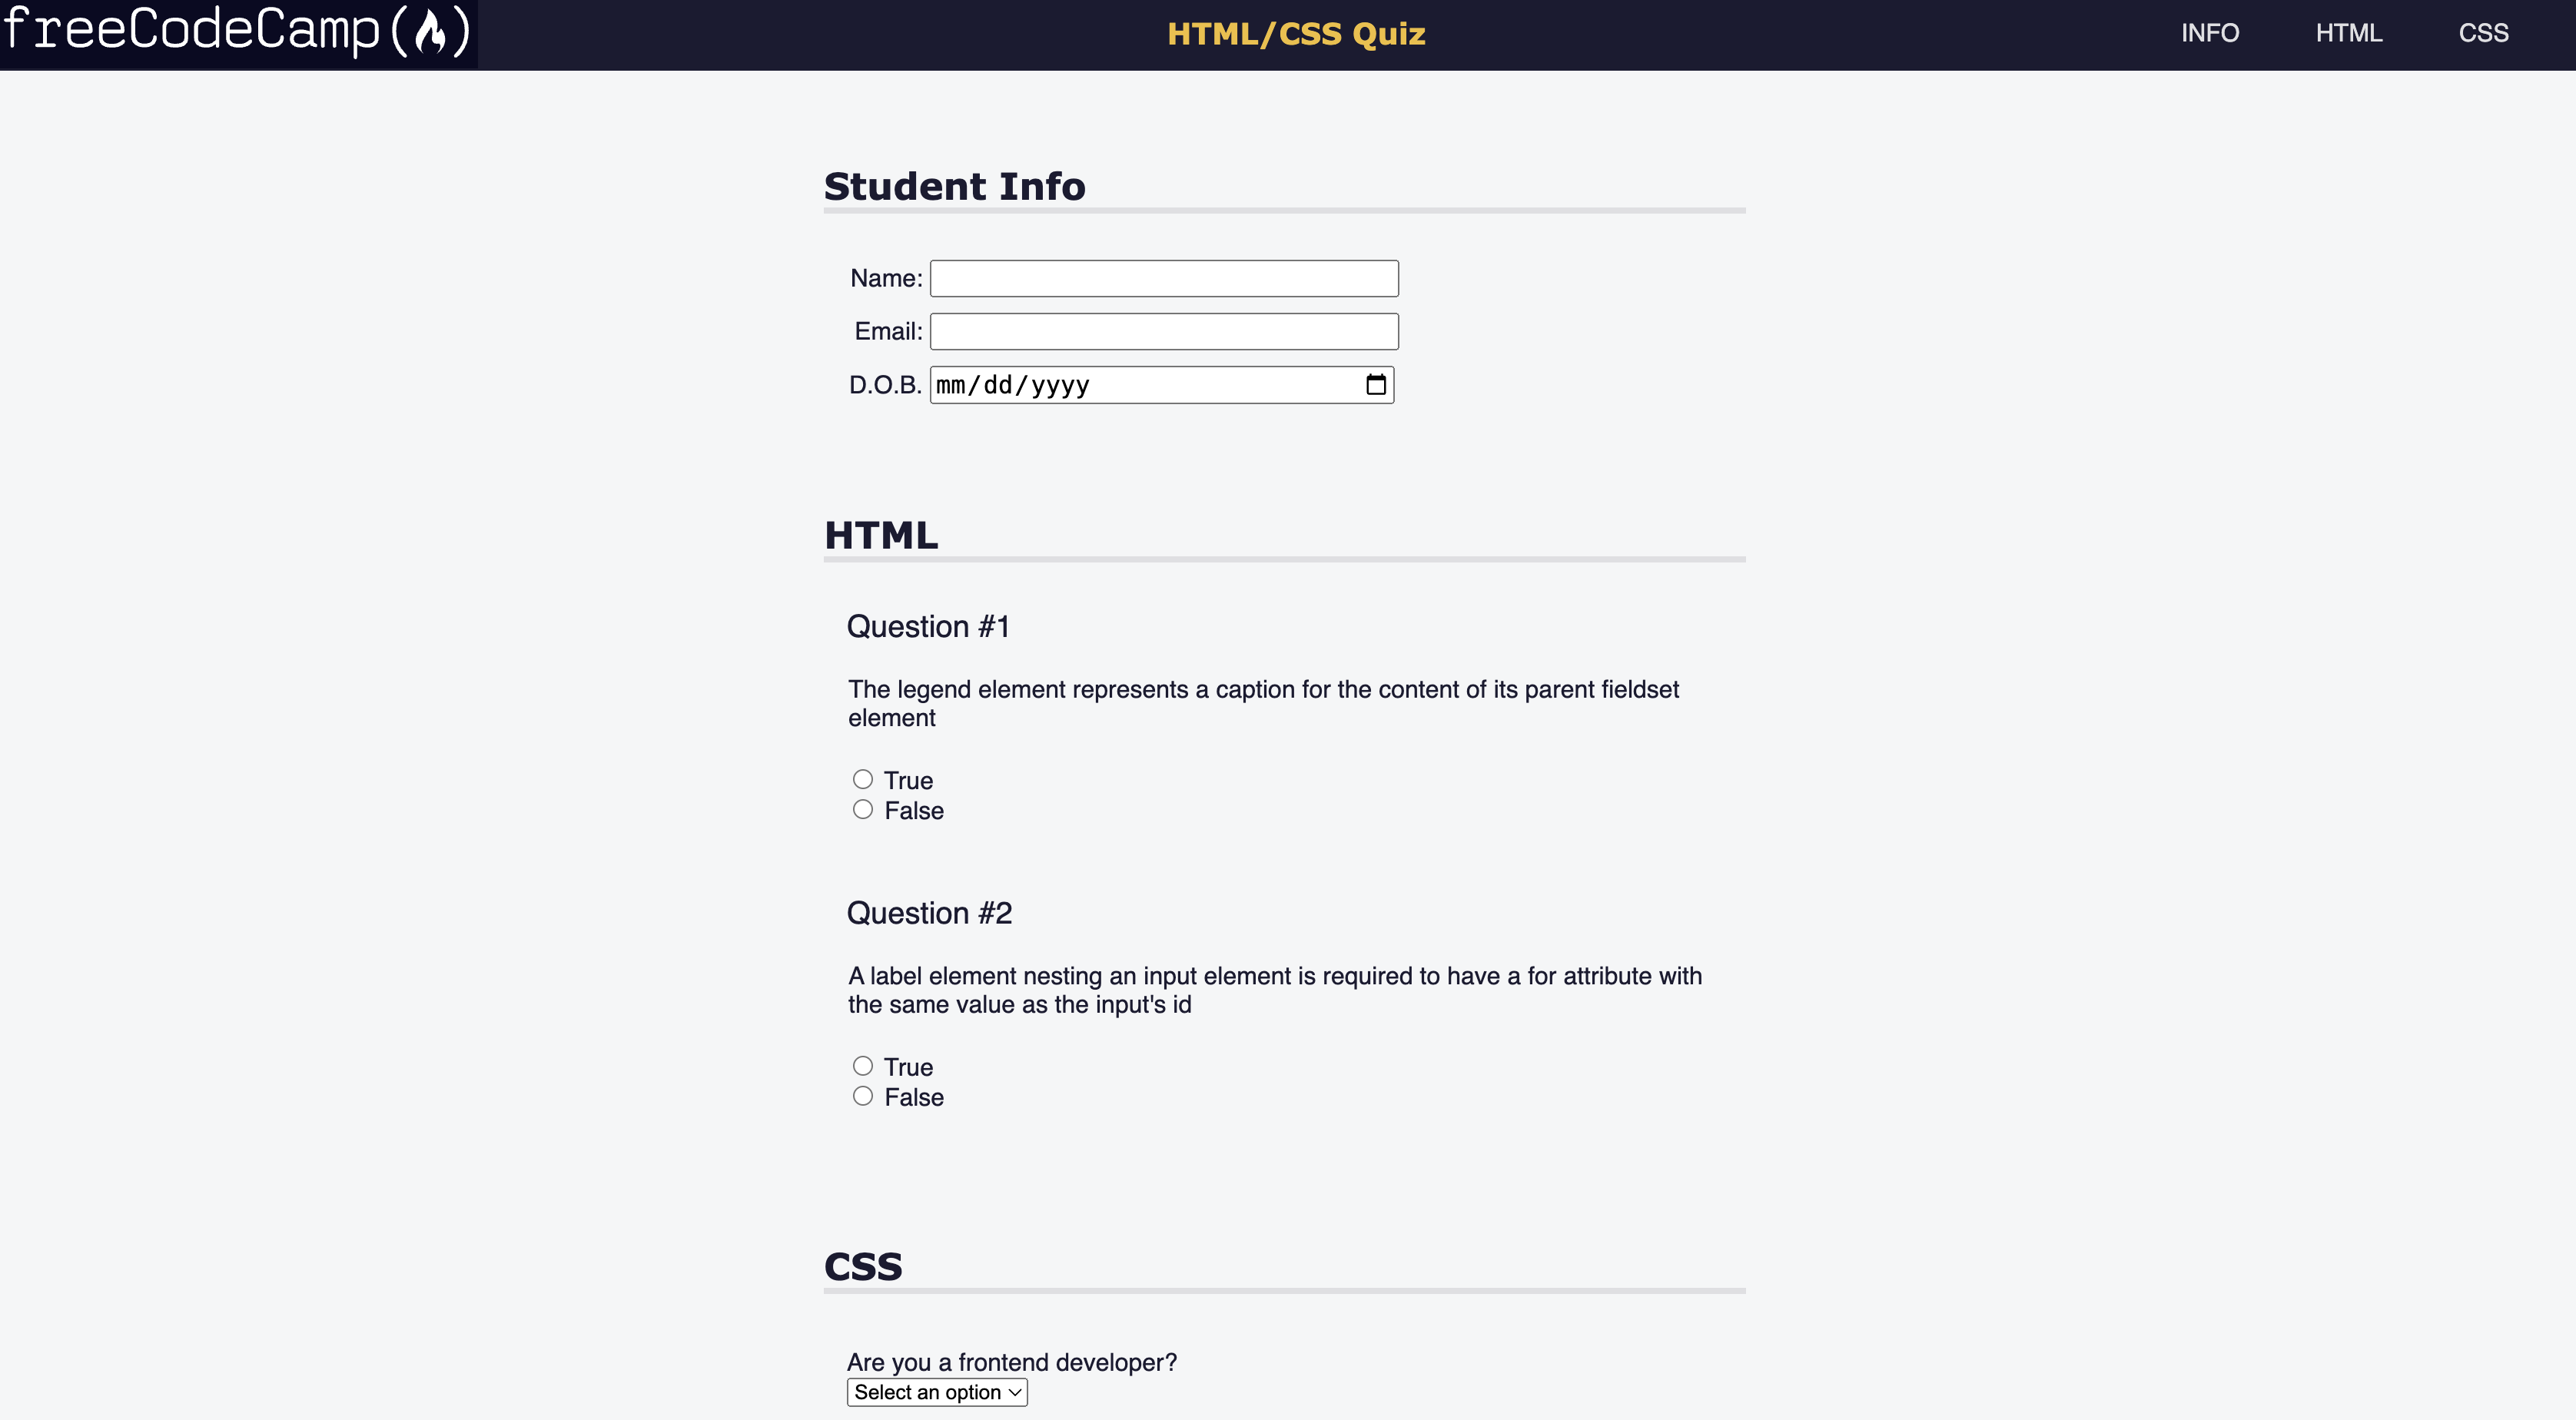 freeCodeCamp(🔥)
HTML/CSS Quiz
INFO
HTML
CSS
Student Info
Name:
Email:
D.O.B. mm/dd/yyyy
HTML
Question #1
The legend element represents a caption for the content of its parent fieldset
element
True
False
Question #2
A label element nesting an input element is required to have a for attribute with
the same value as the input's id
True
False
CSS
Are you a frontend developer?
Select an option